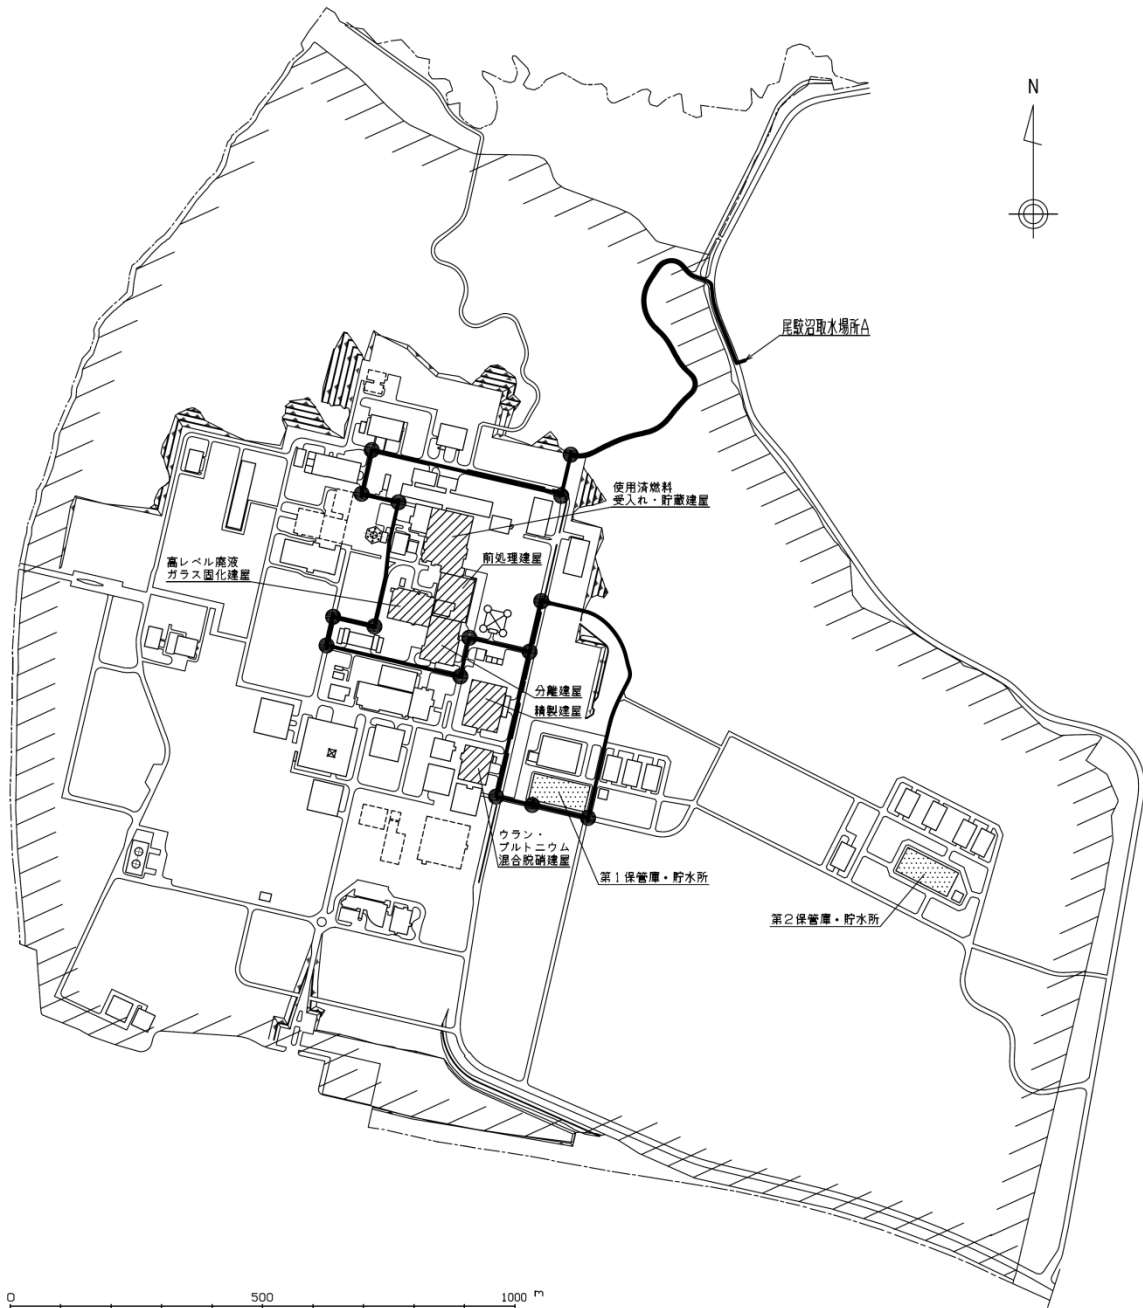 N
尾駮沼取水場所A
使用済燃料
受入れ・貯蔵建屋
前処理建屋
高レベル廃液
ガラス固化建屋
分離建屋
精製建屋
ウラン・
プルトニウム
混合脱硝建屋
第1保管庫・貯水所
第2保管庫・貯水所
0 500 1000 m